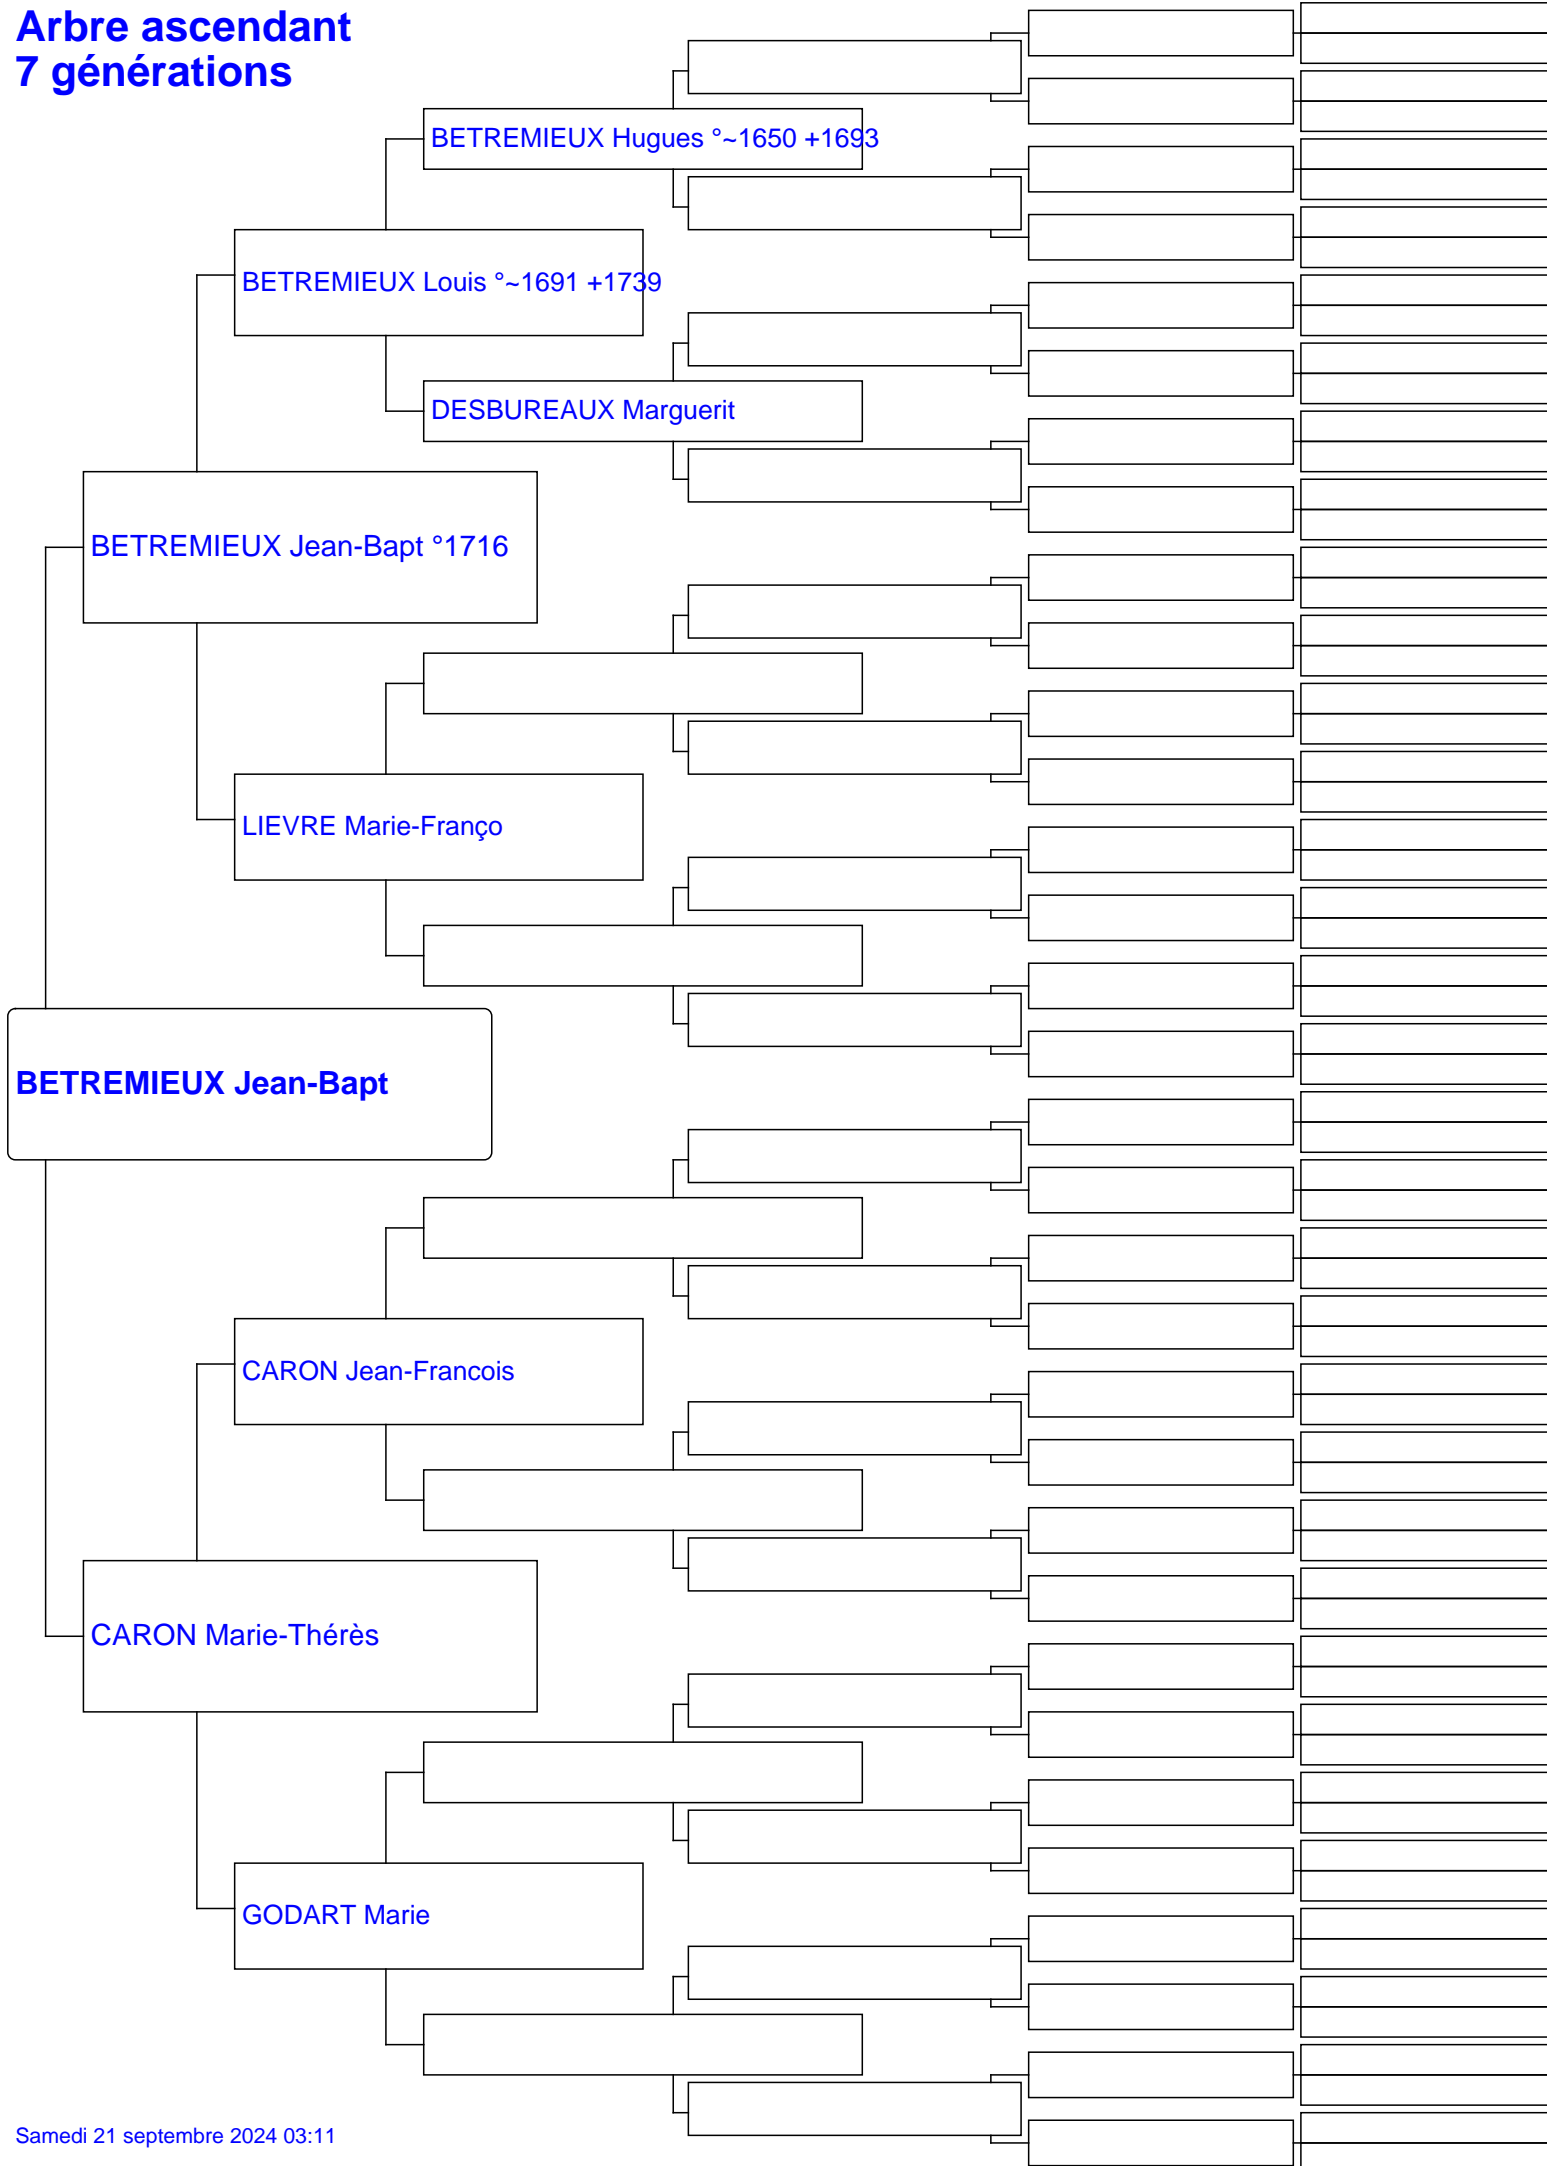 Arbre ascendant
7 générations
BETREMIEUX Hugues °~1650 +1693
BETREMIEUX Louis °~1691 +1739
DESBUREAUX Marguerit
BETREMIEUX Jean-Bapt °1716
LIEVRE Marie-Franço
BETREMIEUX Jean-Bapt
CARON Jean-Francois
CARON Marie-Thérès
GODART Marie
Samedi 21 septembre 2024 03:11